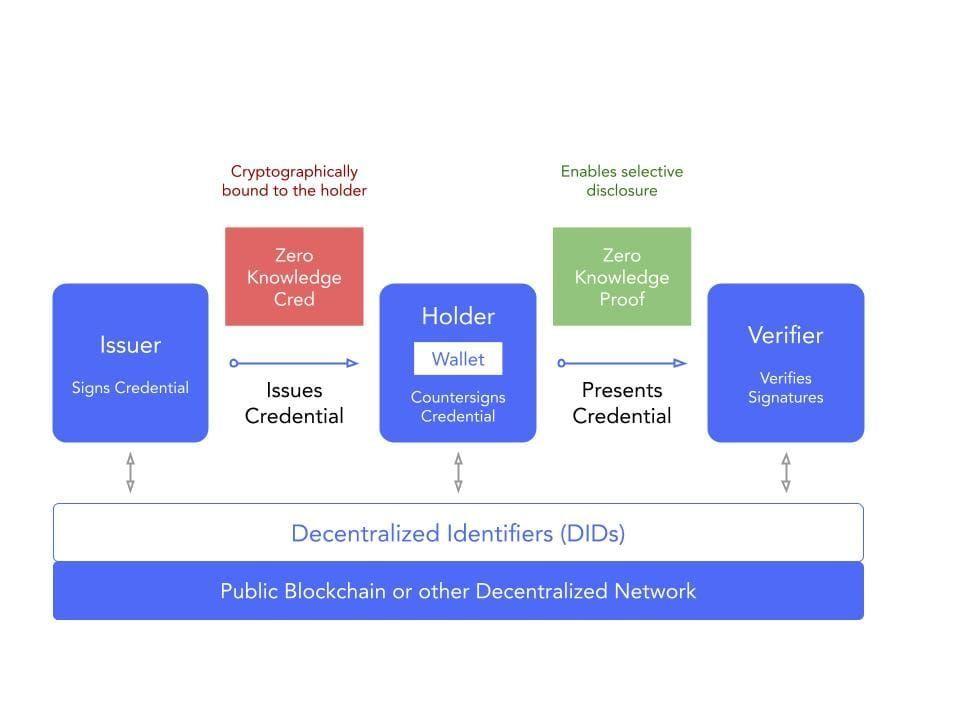 Cryptographically
bound to the holder
Enables selective
disclosure
Zero
Knowledge
Cred
Zero
Knowledge
Proof
Issuer
Signs Credential
Issues
Credential
Holder
Wallet
Countersigns
Credential
Presents
Credential
Verifier
Verifies
Signatures
Decentralized Identifiers (DIDs)
Public Blockchain or other Decentralized Network